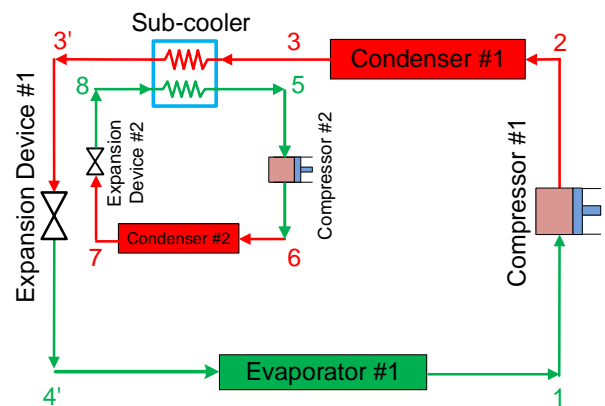 Sub-cooler
3'
3
Condenser #1
2
8
5
Expansion
Device #2
Compressor #2
Compressor #1
Expansion Device #1
7
Condenser #2
6
4'
Evaporator #1
1